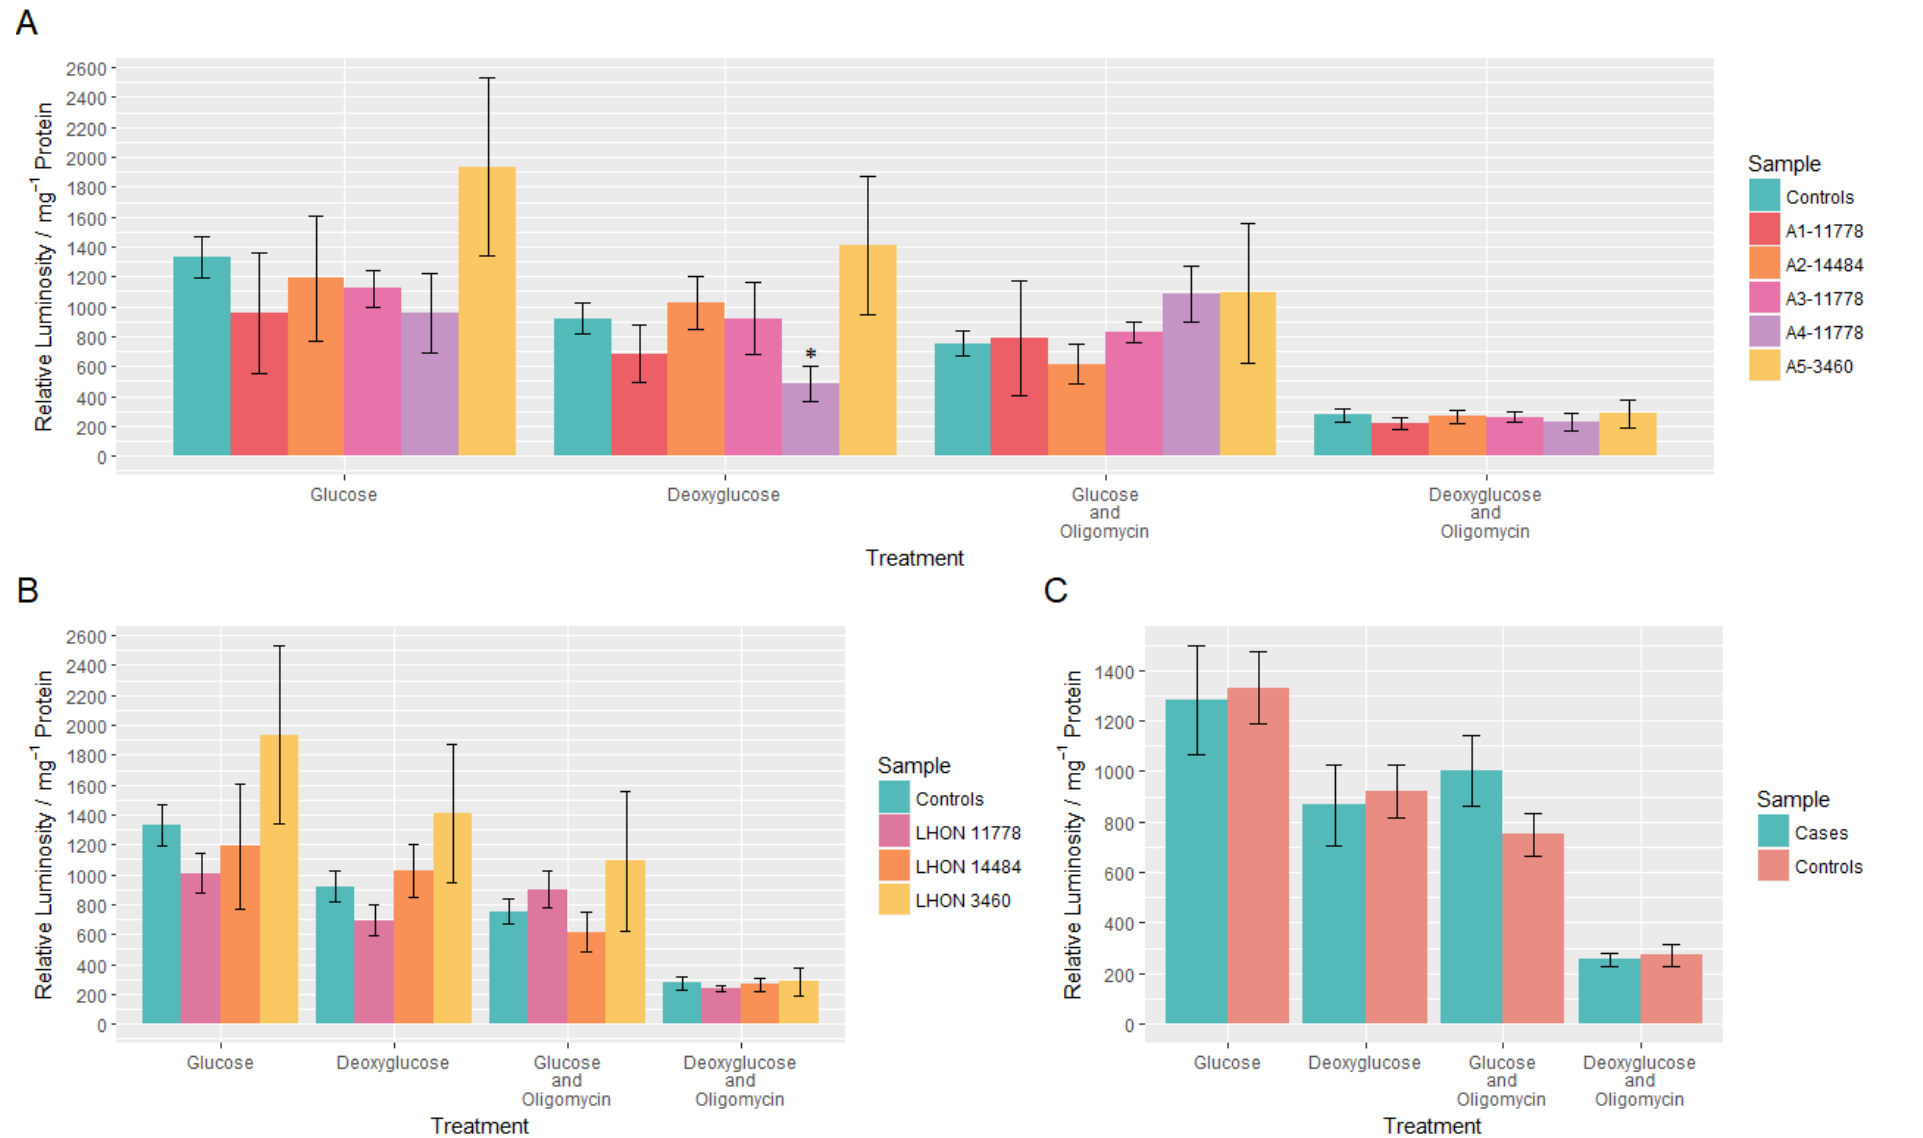 A
Relative Luminosity / mg⁻¹ Protein
2600
2400
2200
2000
1800
1600
1400
1200
1000
800
600
400
200
0
*
Glucose
Deoxyglucose
Glucose
and
Oligomycin
Deoxyglucose
and
Oligomycin
Treatment
Sample
Controls
A1-11778
A2-14484
A3-11778
A4-11778
A5-3460
B
Relative Luminosity / mg⁻¹ Protein
2600
2400
2200
2000
1800
1600
1400
1200
1000
800
600
400
200
0
Glucose
Deoxyglucose
Glucose
and
Oligomycin
Deoxyglucose
and
Oligomycin
Treatment
Sample
Controls
LHON 11778
LHON 14484
LHON 3460
C
Relative Luminosity / mg⁻¹ Protein
1400
1200
1000
800
600
400
200
0
Glucose
Deoxyglucose
Glucose
and
Oligomycin
Deoxyglucose
and
Oligomycin
Treatment
Sample
Cases
Controls